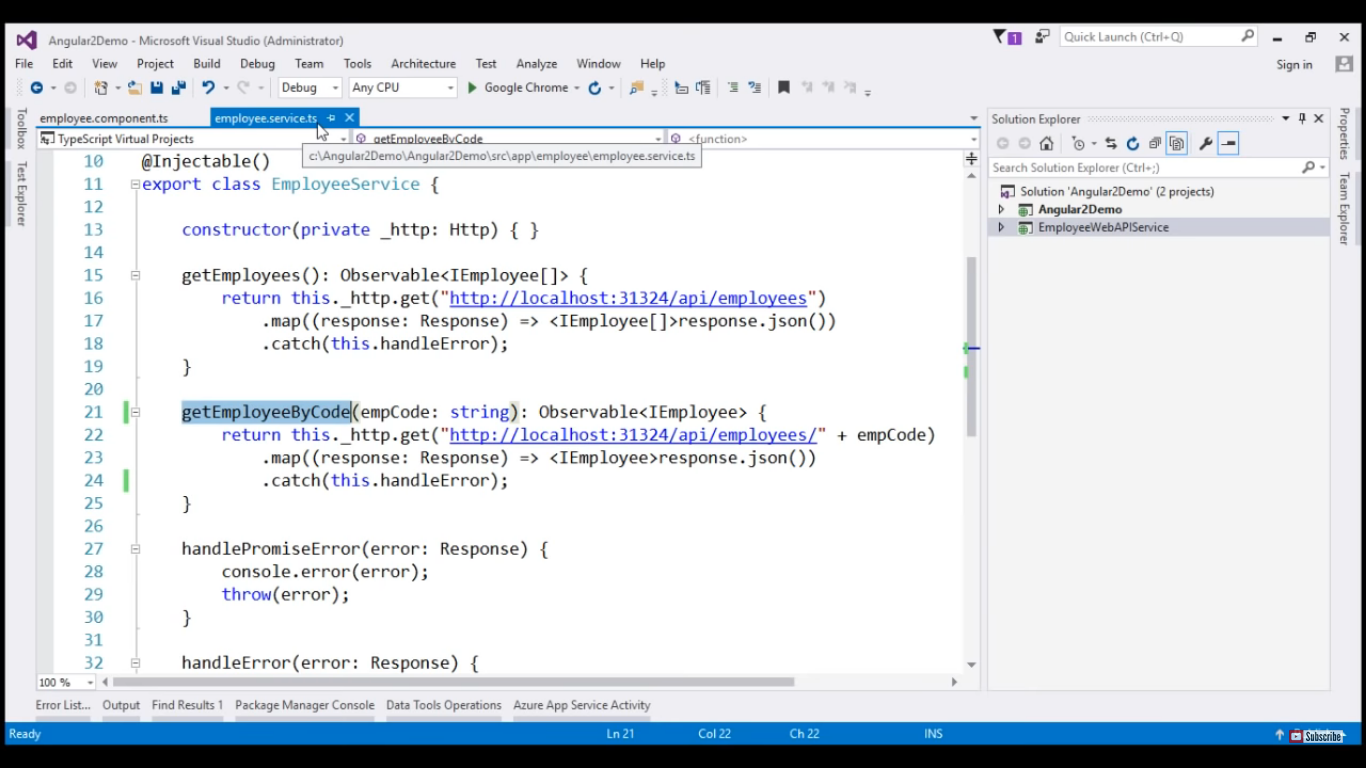 Angular2Demo - Microsoft Visual Studio (Administrator)
1
Quick Launch (Ctrl+Q)
File Edit View Project Build Debug Team Tools Architecture Test Analyze Window Help
Sign in
Debug Any CPU Google Chrome
Toolbox
Test Explorer
employee.component.ts employee.service.ts
TypeScript Virtual Projects getEmployeeByCode <function>
c:\Angular2Demo\Angular2Demo\src\app\employee\employee.service.ts
10 @Injectable()
11 export class EmployeeService {
12
13 constructor(private _http: Http) { }
14
15 getEmployees(): Observable<IEmployee[]> {
16 return this._http.get("http://localhost:31324/api/employees")
17 .map((response: Response) => <IEmployee[]>response.json())
18 .catch(this.handleError);
19 }
20
21 getEmployeeByCode(empCode: string): Observable<IEmployee> {
22 return this._http.get("http://localhost:31324/api/employees/" + empCode)
23 .map((response: Response) => <IEmployee>response.json())
24 .catch(this.handleError);
25 }
26
27 handlePromiseError(error: Response) {
28 console.error(error);
29 throw(error);
30 }
31
32 handleError(error: Response) {
100 %
Solution Explorer
Search Solution Explorer (Ctrl+;)
Solution 'Angular2Demo' (2 projects)
Angular2Demo
EmployeeWebAPIService
Properties
Team Explorer
Error List... Output Find Results 1 Package Manager Console Data Tools Operations Azure App Service Activity
Ready Ln 21 Col 22 Ch 22 INS
Subscribe